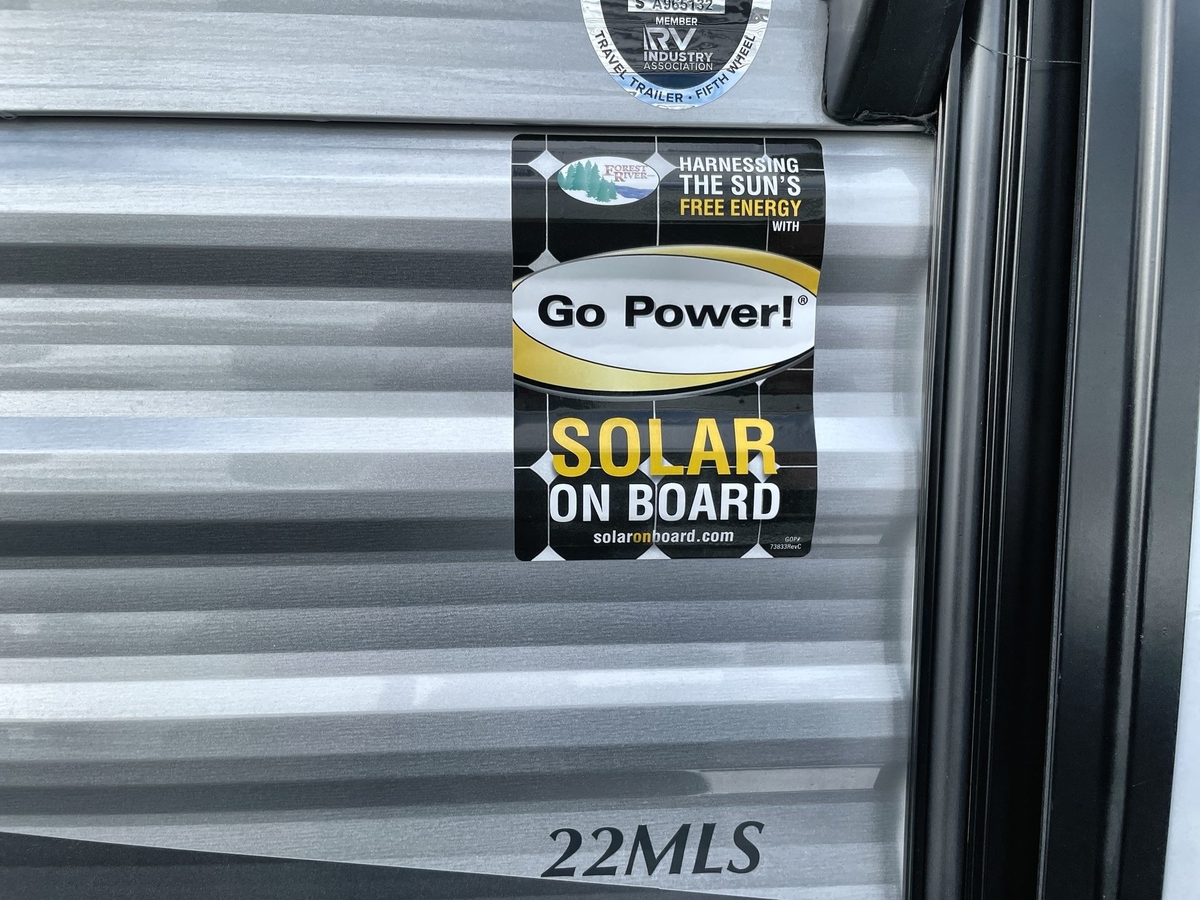 S A965132
MEMBER
RV
INDUSTRY
ASSOCIATION
TRAVEL TRAILER · FIFTH WHEEL
FOREST
RIVER
HARNESSING
THE SUN'S
FREE ENERGY
WITH
Go Power!®
SOLAR
ON BOARD
solaronboard.com
GOP#
73833RevC
22MLS